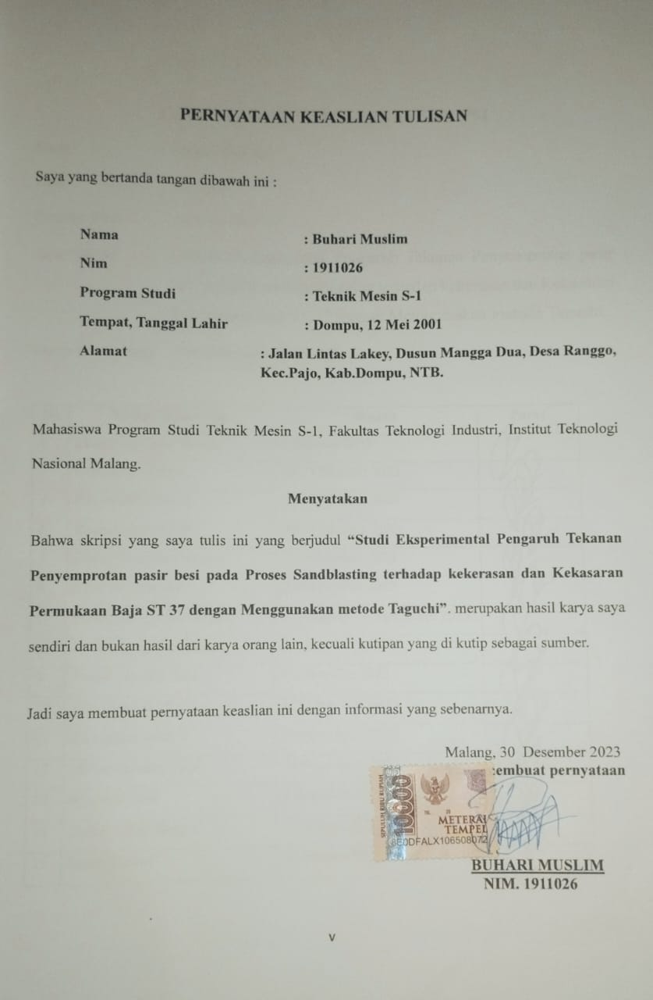 PERNYATAAN KEASLIAN TULISAN
Saya yang bertanda tangan dibawah ini :
Nama : Buhari Muslim
Nim : 1911026
Program Studi : Teknik Mesin S-1
Tempat, Tanggal Lahir : Dompu, 12 Mei 2001
Alamat : Jalan Lintas Lakey, Dusun Mangga Dua, Desa Ranggo,
Kec.Pajo, Kab.Dompu, NTB.
Mahasiswa Program Studi Teknik Mesin S-1, Fakultas Teknologi Industri, Institut Teknologi
Nasional Malang.
Menyatakan
Bahwa skripsi yang saya tulis ini yang berjudul “Studi Eksperimental Pengaruh Tekanan
Penyemprotan pasir besi pada Proses Sandblasting terhadap kekerasan dan Kekasaran
Permukaan Baja ST 37 dengan Menggunakan metode Taguchi”. merupakan hasil karya saya
sendiri dan bukan hasil dari karya orang lain, kecuali kutipan yang di kutip sebagai sumber.
Jadi saya membuat pernyataan keaslian ini dengan informasi yang sebenarnya.
Malang, 30 Desember 2023
embuat pernyataan
SEPULUH RIBU RUPIAH
10000
METERAI
TEMPEL
DFALX106508072
BUHARI MUSLIM
NIM. 1911026
v